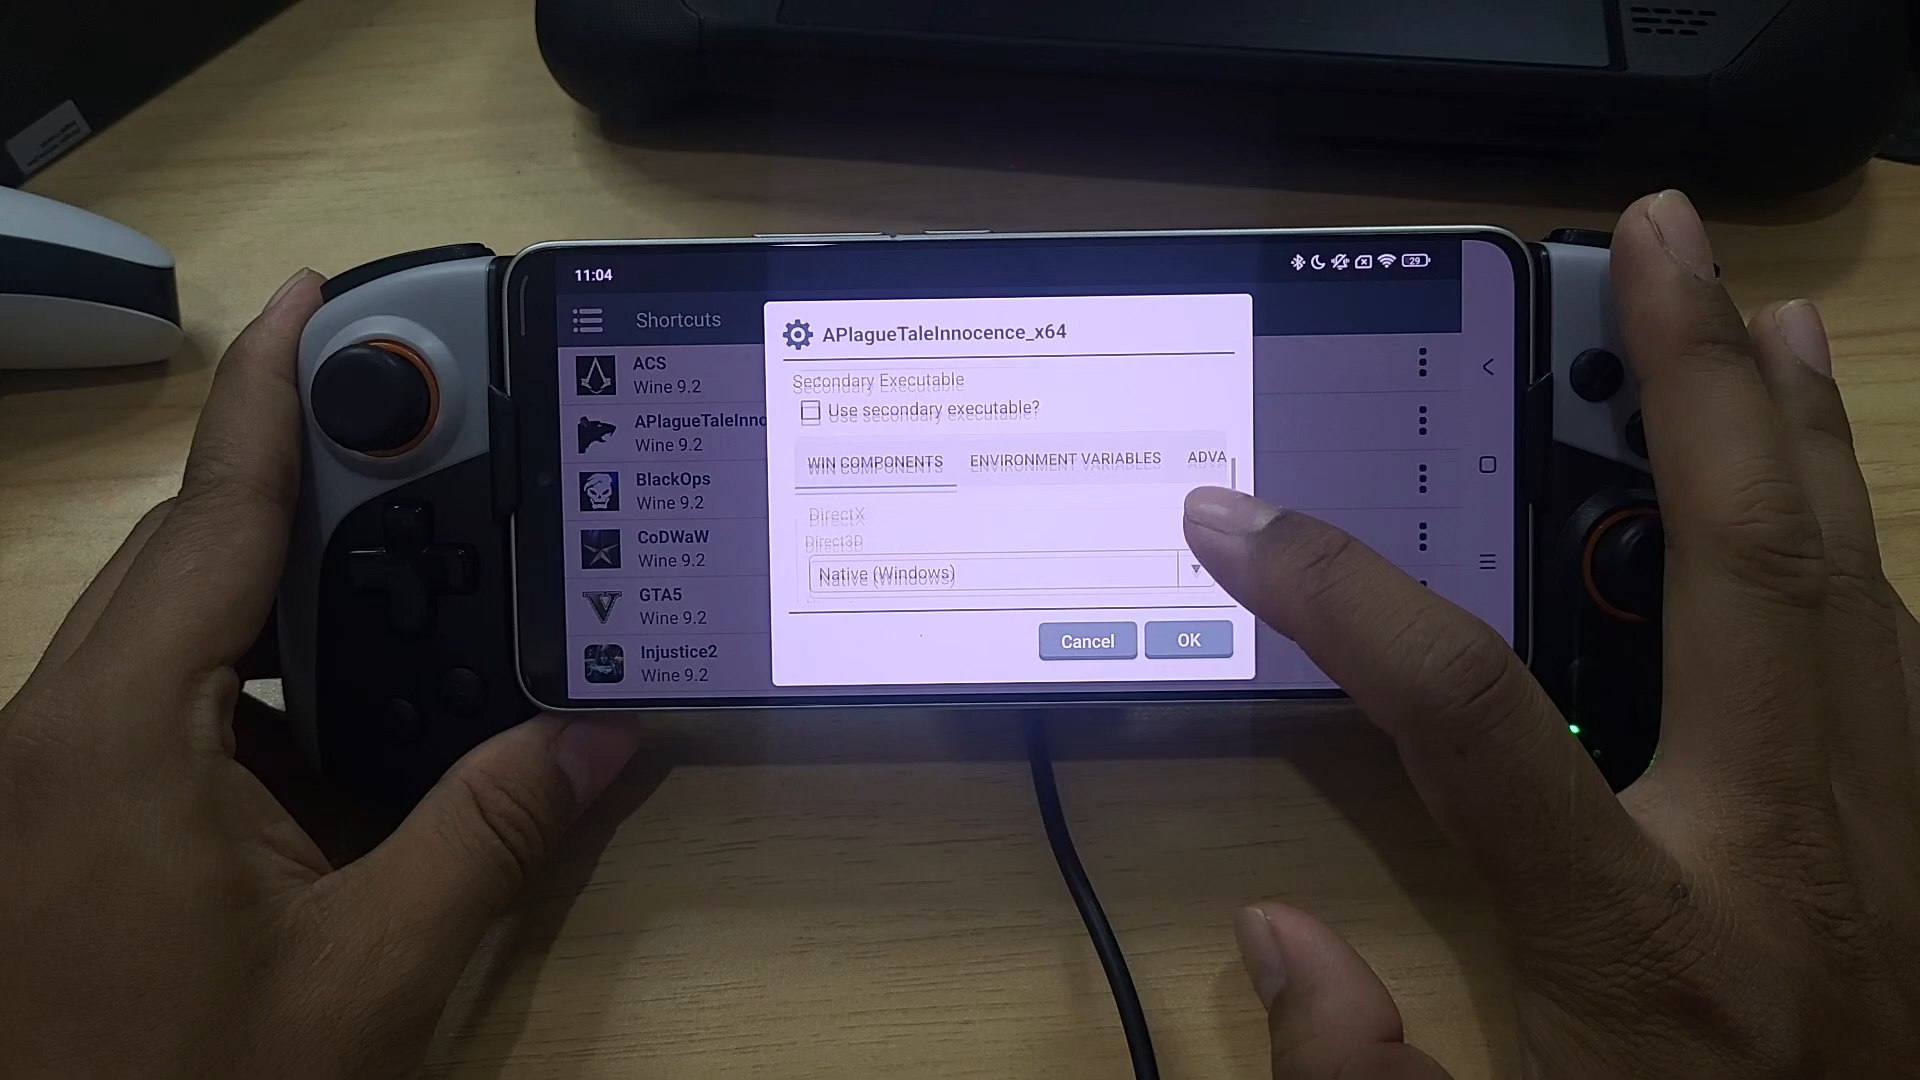 11:04
29
Shortcuts
APlagueTaleInnocence_x64
ACS
Wine 9.2
APlagueTaleInno
Wine 9.2
BlackOps
Wine 9.2
CoDWaW
Wine 9.2
GTA5
Wine 9.2
Injustice2
Wine 9.2
Secondary Executable
Use secondary executable?
WIN COMPONENTS ENVIRONMENT VARIABLES ADVA
DirectX
Direct3D
Native (Windows)
Cancel OK